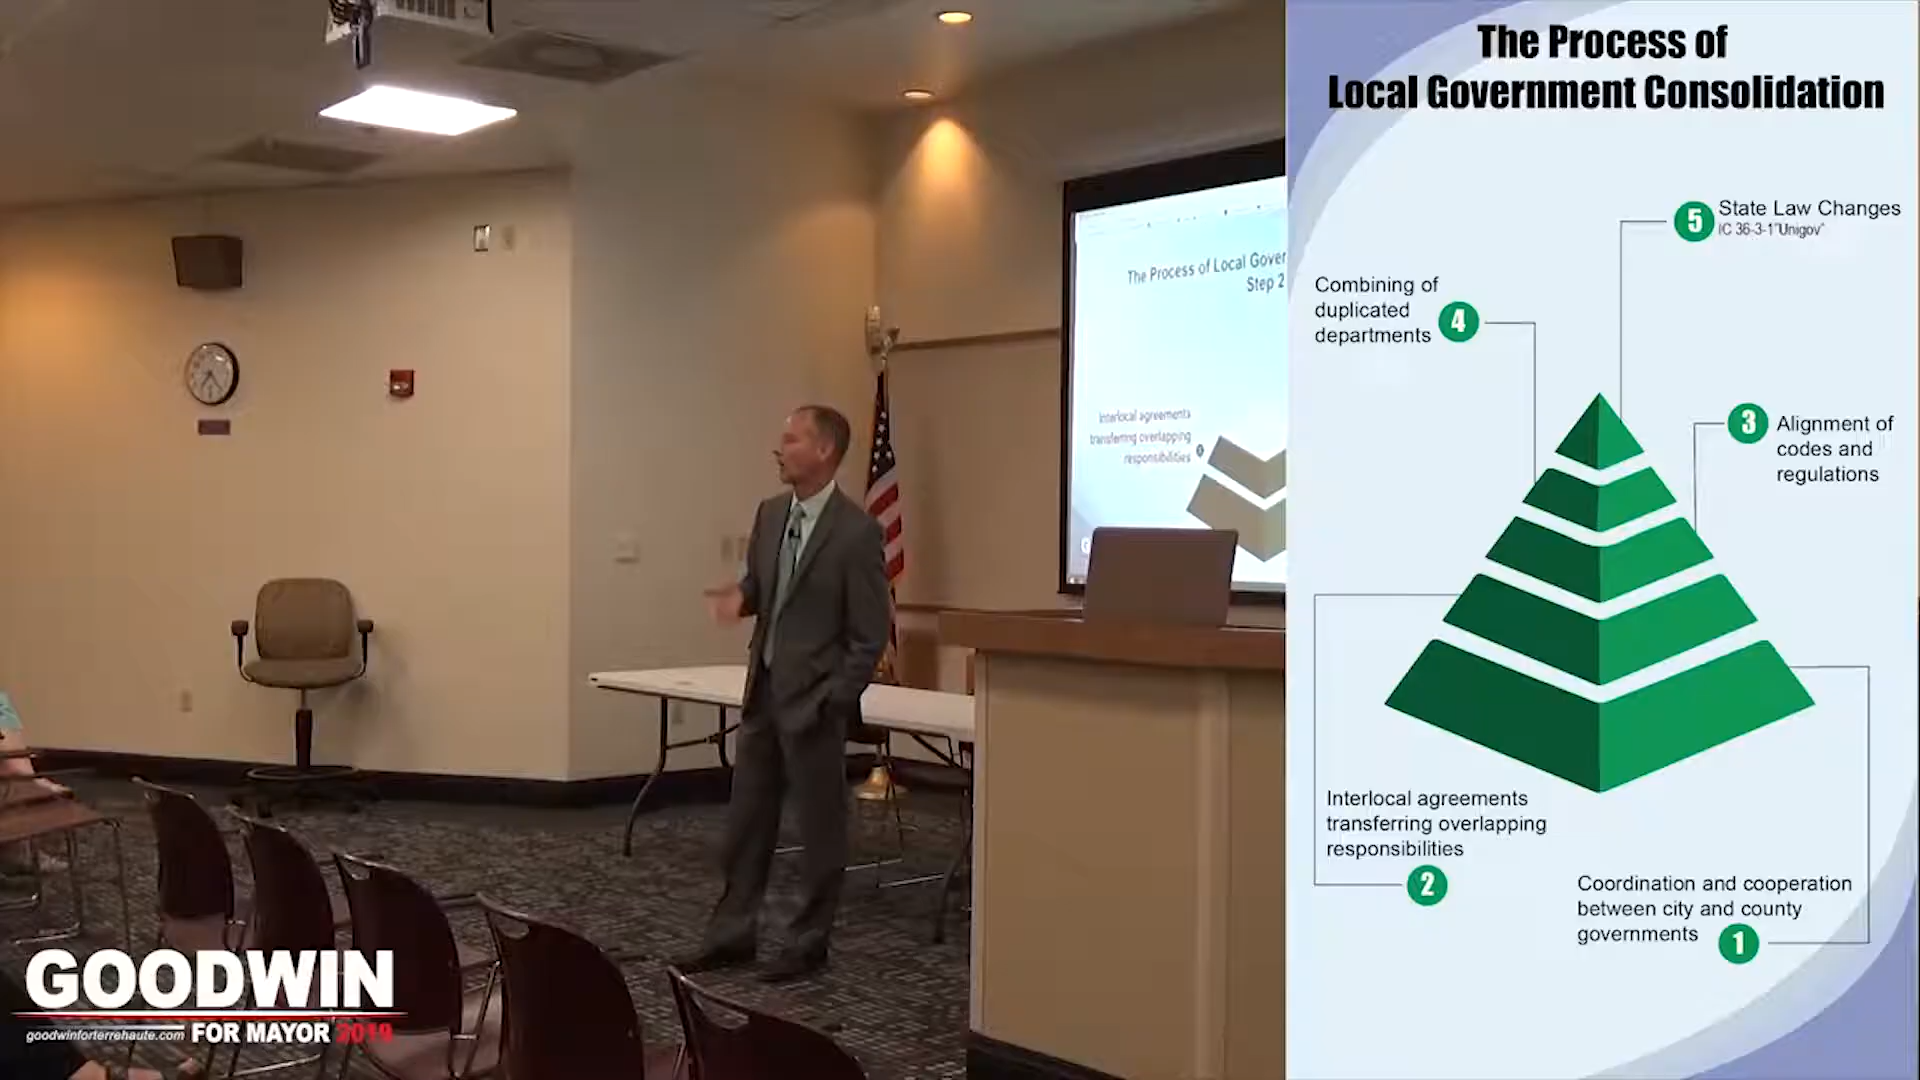 The Process of
Local Government Consolidation
5 State Law Changes
IC 36-3-1"Unigov"
Combining of
duplicated
departments
4
3
Alignment of
codes and
regulations
Interlocal agreements
transferring overlapping
responsibilities
2
Coordination and cooperation
between city and county
governments
1
The Process of Local Gover
Step 2
Interlocal agreements
transferring overlapping
responsibilities
GOODWIN
goodwinforterrehaute.com FOR MAYOR 2019